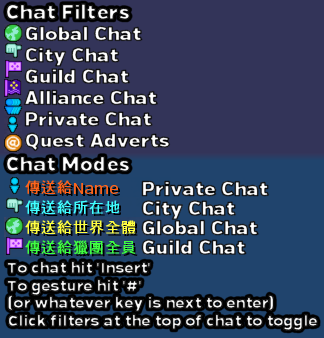 Chat Filters
Global Chat
City Chat
Guild Chat
Alliance Chat
Private Chat
Quest Adverts
Chat Modes
傳送給Name Private Chat
傳送給所在地 City Chat
傳送給世界全體 Global Chat
傳送給獵團全員 Guild Chat
To chat hit 'Insert'
To gesture hit '#'
(or whatever key is next to enter)
Click filters at the top of chat to toggle